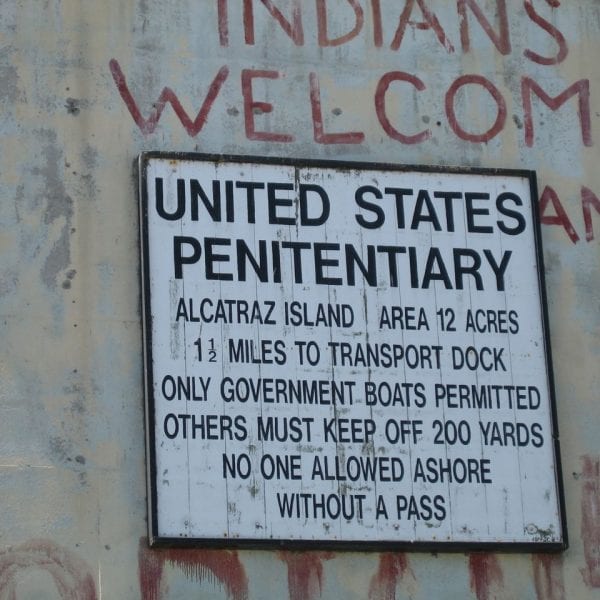 INDIANS
WELCOM
UNITED STATES
PENITENTIARY
ALCATRAZ ISLAND AREA 12 ACRES
1½ MILES TO TRANSPORT DOCK
ONLY GOVERNMENT BOATS PERMITTED
OTHERS MUST KEEP OFF 200 YARDS
NO ONE ALLOWED ASHORE
WITHOUT A PASS